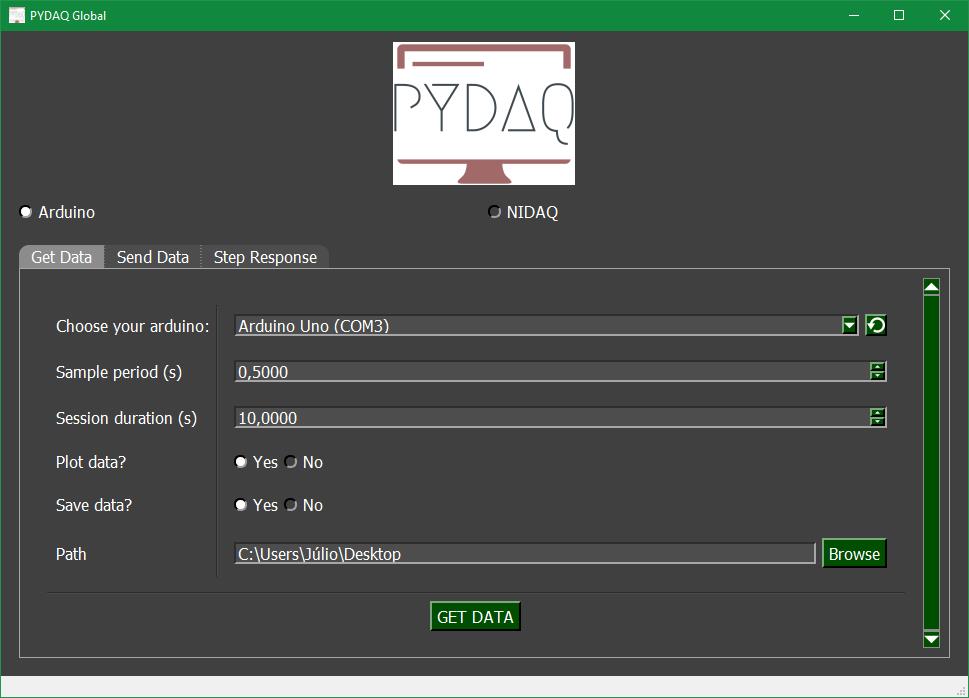 PYDAQ Global
PYDAQ
Arduino NIDAQ
Get Data Send Data Step Response
Choose your arduino: Arduino Uno (COM3)
Sample period (s) 0,5000
Session duration (s) 10,0000
Plot data? Yes No
Save data? Yes No
Path C:\Users\Júlio\Desktop Browse
GET DATA